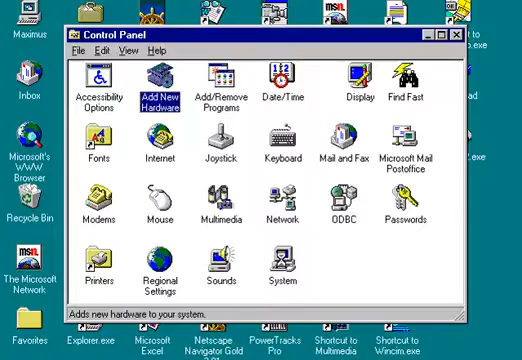 Maximus
Shortcut to
Control Panel
File Edit View Help
Accessibility Options
Add New Hardware
Add/Remove Programs
Date/Time
Display
Find Fast
Inbox
Fonts
Internet
Joystick
Keyboard
Mail and Fax
Microsoft Mail Postoffice
Microsoft's WWW Browser
Modems
Mouse
Multimedia
Network
ODBC
Passwords
Recycle Bin
Printers
Regional Settings
Sounds
System
msn
The Microsoft Network
Adds new hardware to your system.
Favorites
Explorer.exe
Microsoft Excel
Netscape Navigator Gold
PowerTracks Pro
Shortcut to Multimedia
Shortcut to Wincim.exe